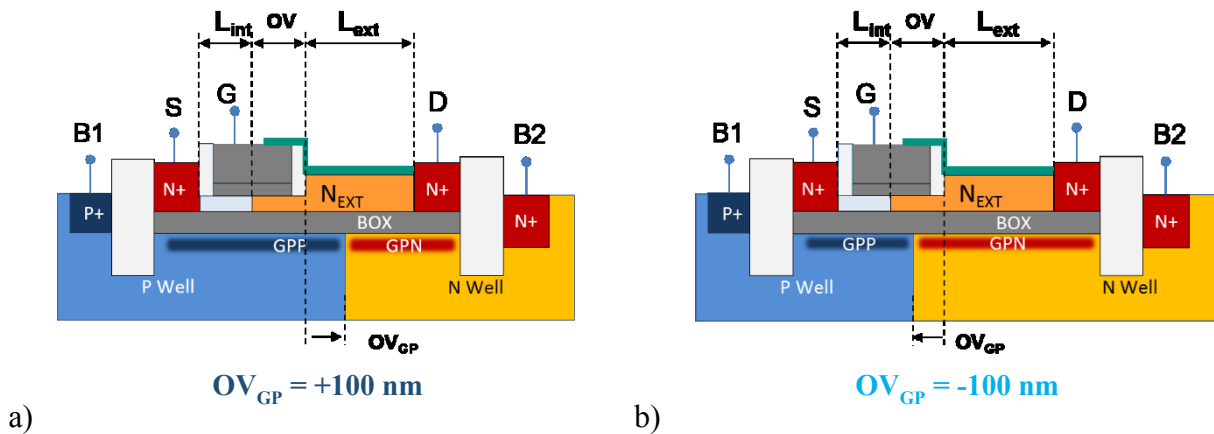 L_int OV L_ext
G
S
D
B1
B2
N+
P+
N_EXT
N+
N+
BOX
GPP
GPN
P Well
N Well
OV_GP
OV_GP = +100 nm
a)
L_int OV L_ext
G
S
D
B1
B2
N+
P+
N_EXT
N+
N+
BOX
GPP
GPN
P Well
N Well
OV_GP
OV_GP = -100 nm
b)